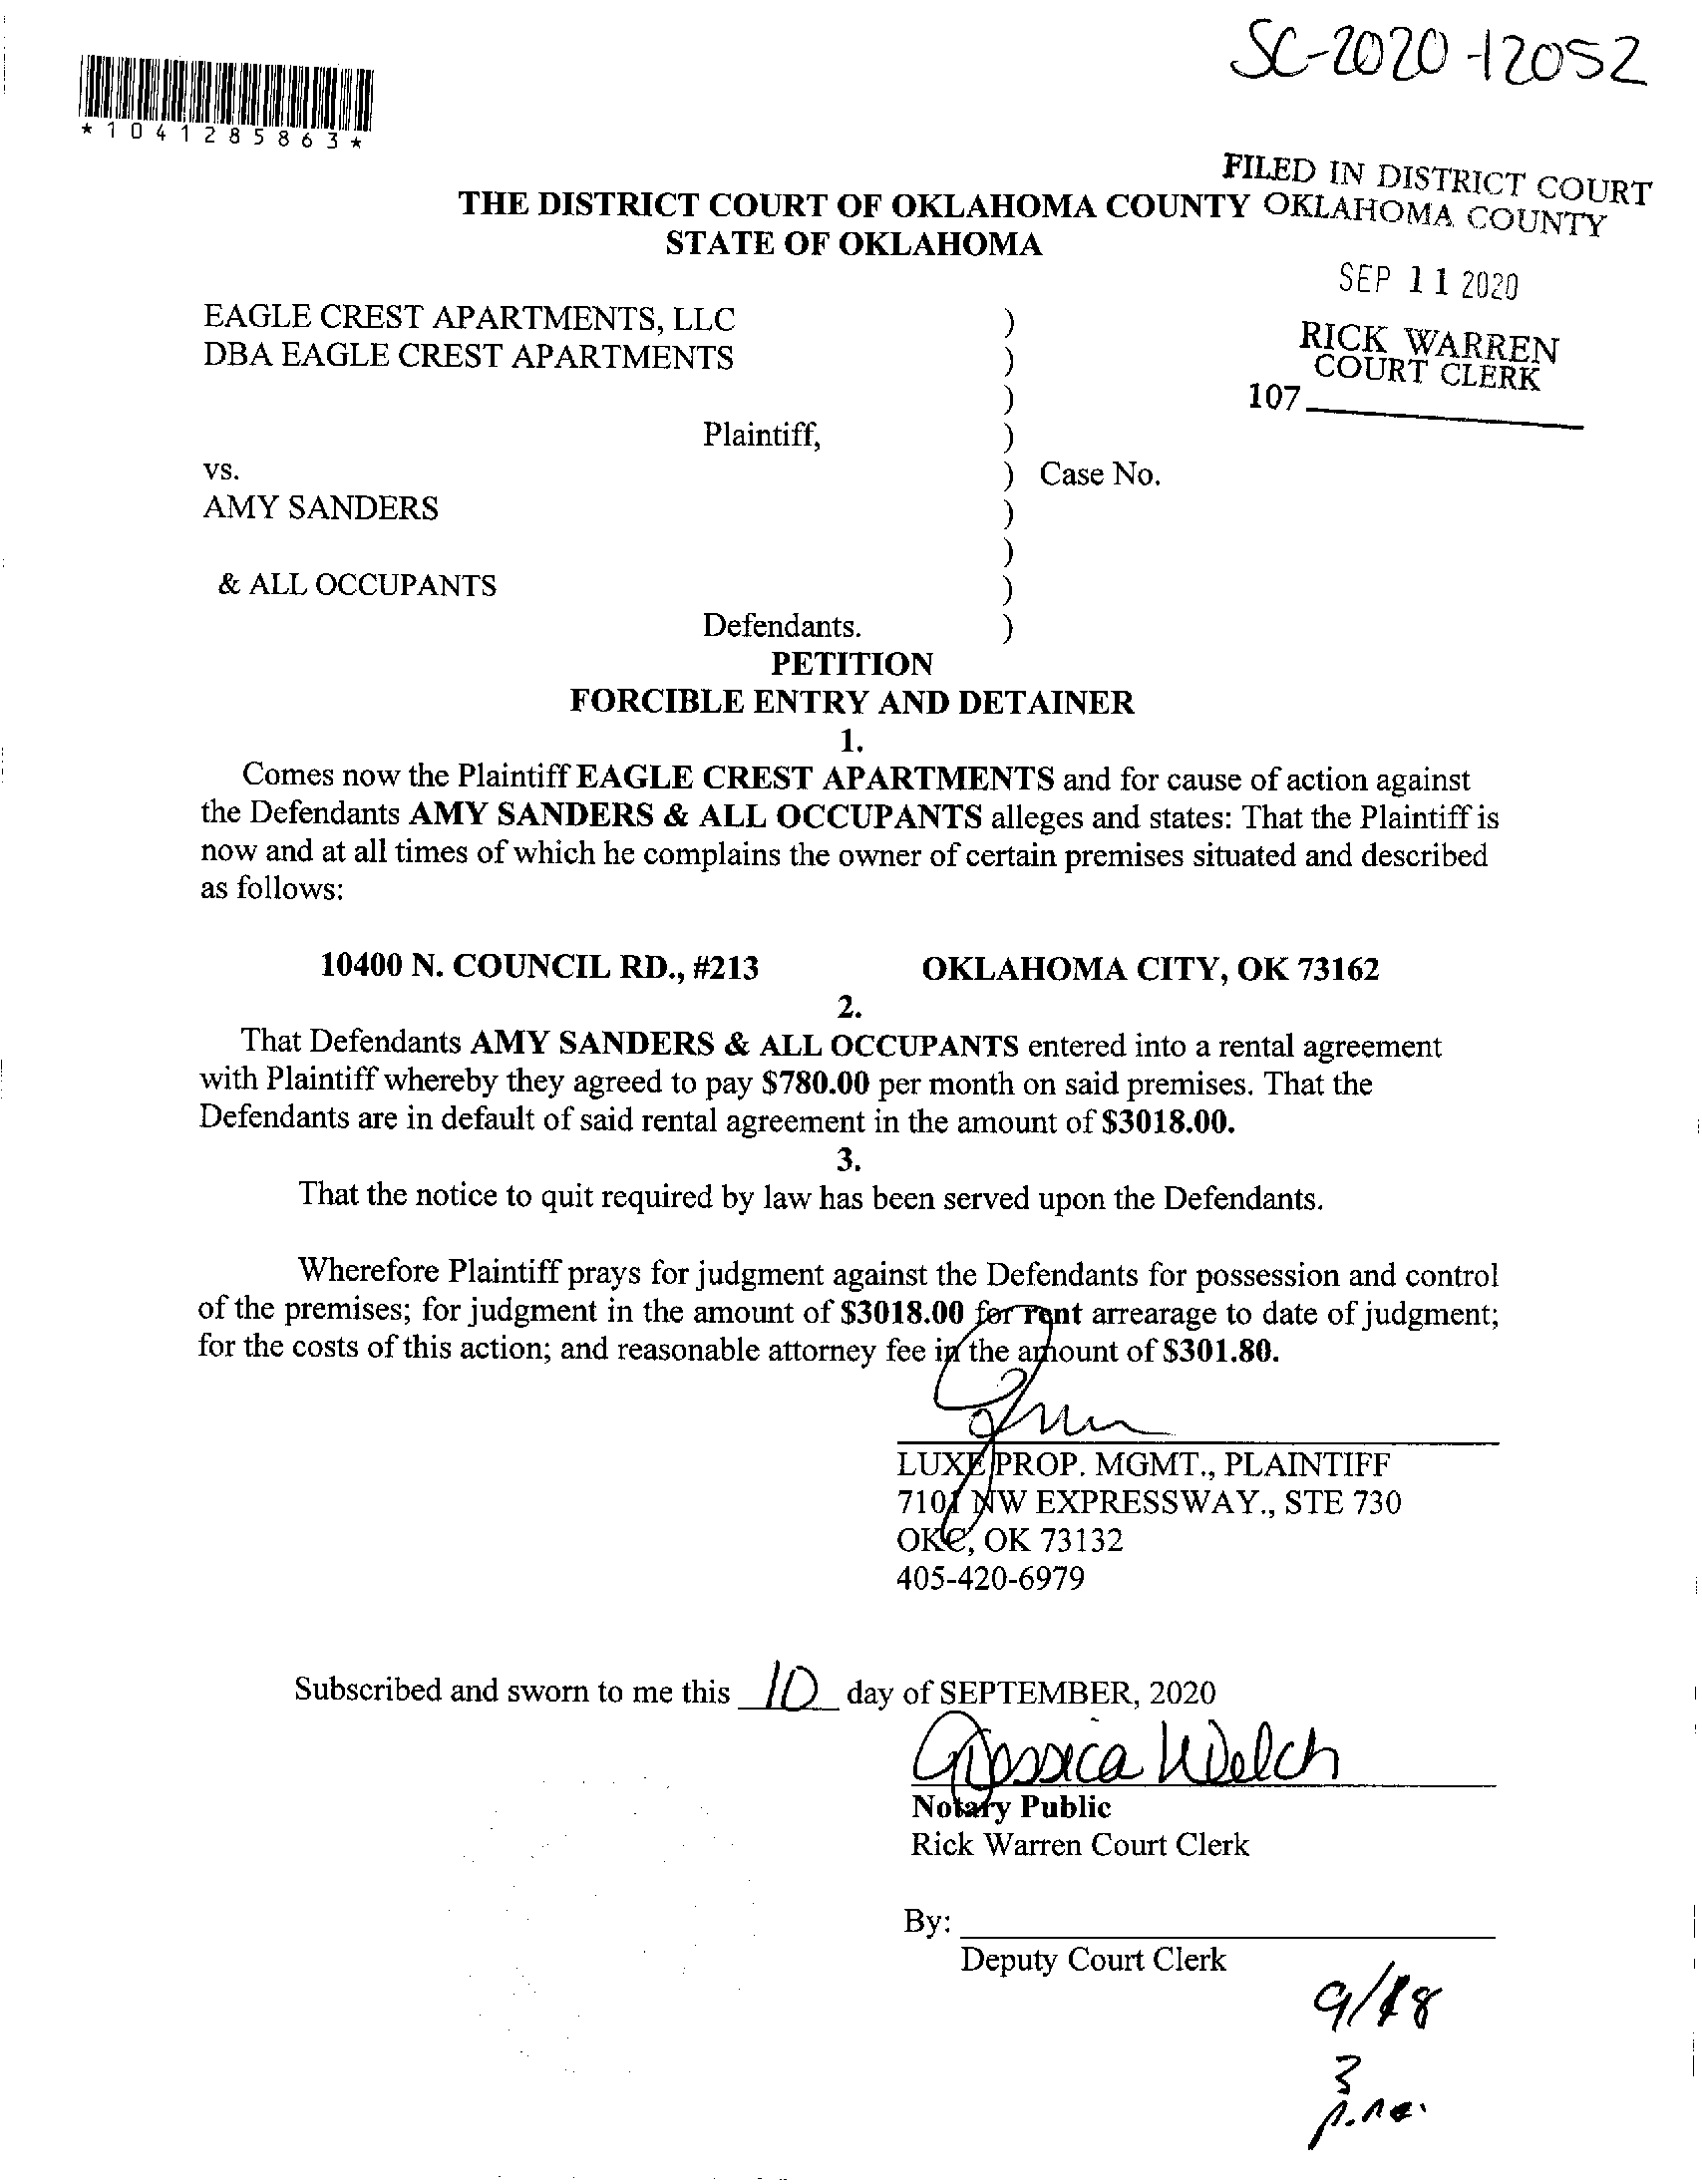 SC-2020-12052
*1041285863*
FILED IN DISTRICT COURT
OKLAHOMA COUNTY
THE DISTRICT COURT OF OKLAHOMA COUNTY
STATE OF OKLAHOMA
SEP 11 2020
RICK WARREN
COURT CLERK
107
EAGLE CREST APARTMENTS, LLC )
DBA EAGLE CREST APARTMENTS )
)
Plaintiff, )
vs. ) Case No.
AMY SANDERS )
)
& ALL OCCUPANTS )
Defendants. )
PETITION
FORCIBLE ENTRY AND DETAINER
1.
Comes now the Plaintiff EAGLE CREST APARTMENTS and for cause of action against
the Defendants AMY SANDERS & ALL OCCUPANTS alleges and states: That the Plaintiff is
now and at all times of which he complains the owner of certain premises situated and described
as follows:
10400 N. COUNCIL RD., #213 OKLAHOMA CITY, OK 73162
2.
That Defendants AMY SANDERS & ALL OCCUPANTS entered into a rental agreement
with Plaintiff whereby they agreed to pay $780.00 per month on said premises. That the
Defendants are in default of said rental agreement in the amount of $3018.00.
3.
That the notice to quit required by law has been served upon the Defendants.
Wherefore Plaintiff prays for judgment against the Defendants for possession and control
of the premises; for judgment in the amount of $3018.00 for rent arrearage to date of judgment;
for the costs of this action; and reasonable attorney fee in the amount of $301.80.
LUXE PROP. MGMT., PLAINTIFF
7101 NW EXPRESSWAY., STE 730
OKC, OK 73132
405-420-6979
Subscribed and sworn to me this 10 day of SEPTEMBER, 2020
Jessica Welch
Notary Public
Rick Warren Court Clerk
By:
Deputy Court Clerk
9/18
3
p.m.